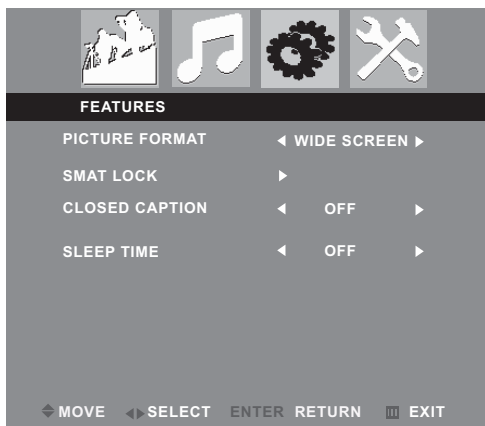 FEATURES
PICTURE FORMAT WIDE SCREEN
SMAT LOCK
CLOSED CAPTION OFF
SLEEP TIME OFF
MOVE SELECT ENTER RETURN EXIT